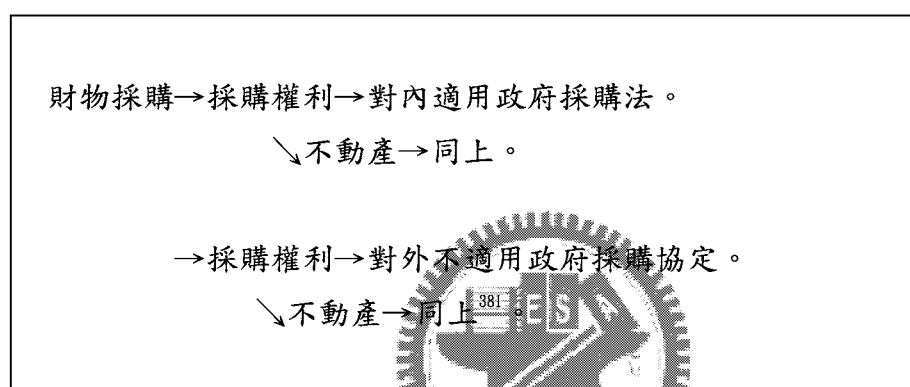 財物採購→採購權利→對內適用政府採購法。
↘不動產→同上。
→採購權利→對外不適用政府採購協定。
↘不動產→同上381。
ES